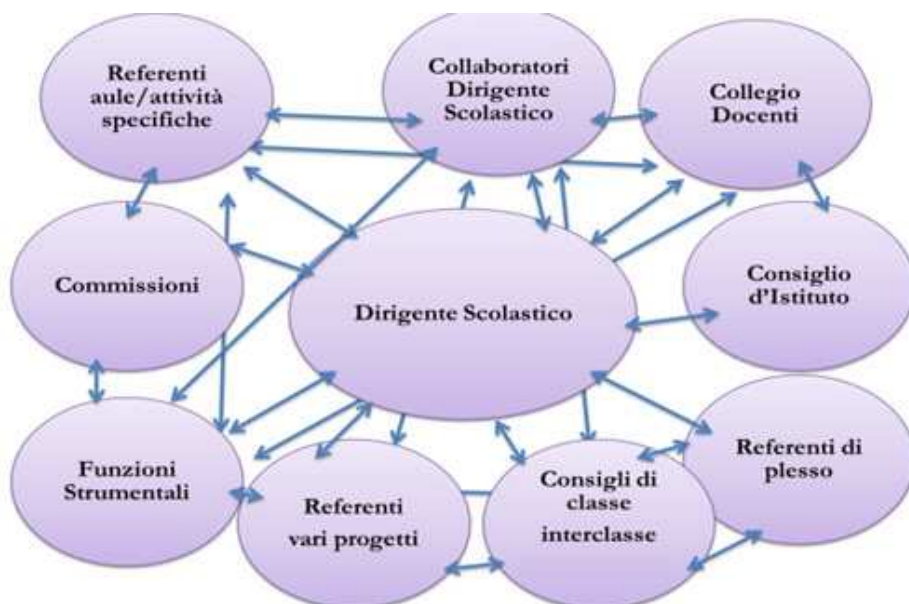 Referenti
aule/attività
specifiche
Collaboratori
Dirigente
Scolastico
Collegio
Docenti
Commissioni
Dirigente Scolastico
Consiglio
d'Istituto
Funzioni
Strumentali
Referenti
vari progetti
Consigli di
classe
interclasse
Referenti di
plesso